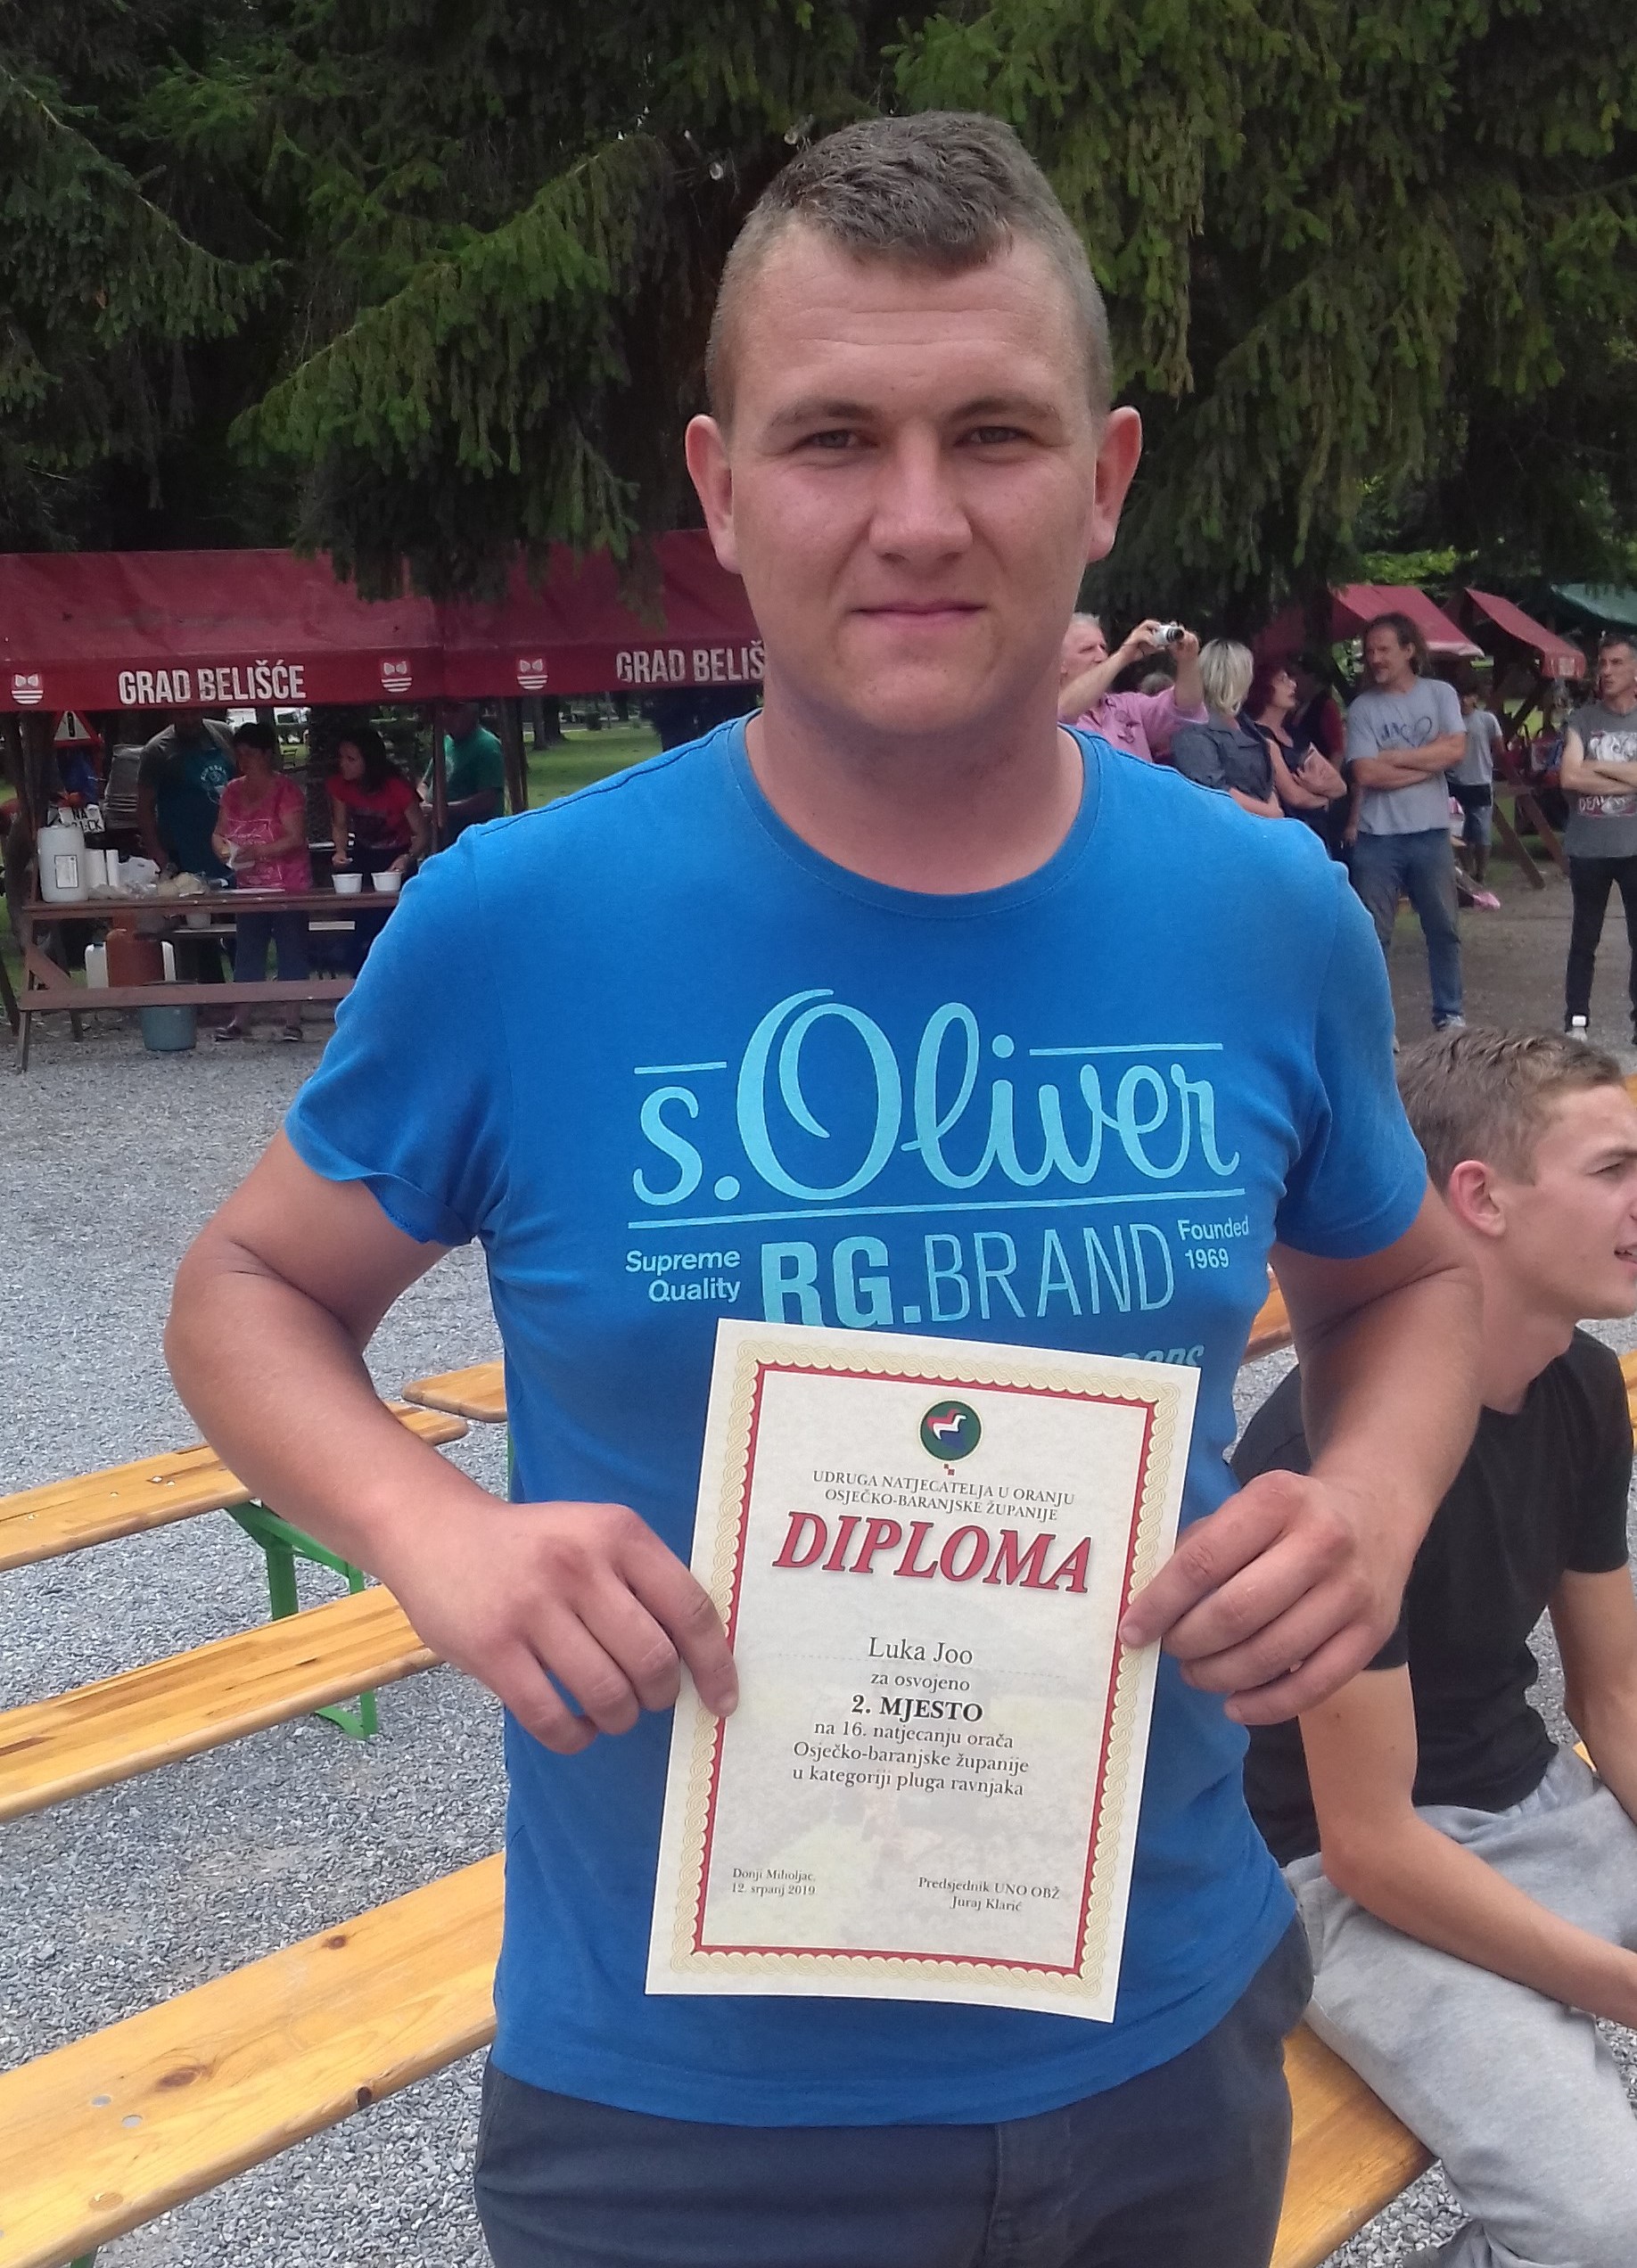 GRAD BELIŠĆE
GRAD BELIŠ
s.Oliver
Supreme
Quality
RG.BRAND
Founded
1969
UDRUGA NATJECATELJA U ORANJU
OSJEČKO-BARANJSKE ŽUPANIJE
DIPLOMA
Luka Joo
za osvojeno
2. MJESTO
na 16. natjecanju orača
Osječko-baranjske županije
u kategoriji pluga ravnjaka
Donji Miholjac,
12. srpanj 2019
Predsjednik UNO OBŽ
Juraj Klarić